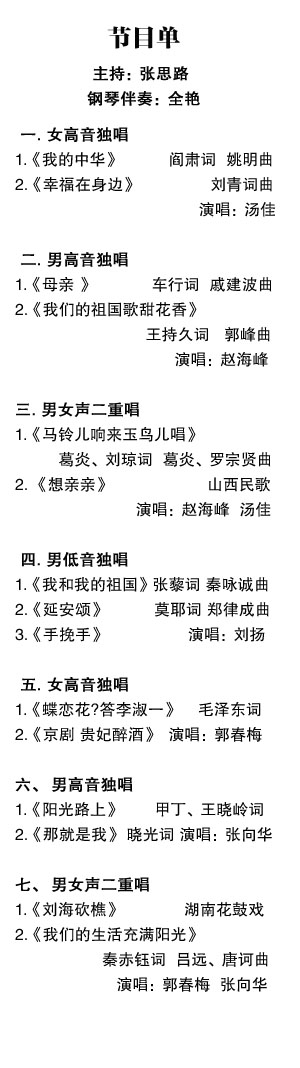 节目单
主持：张思路
钢琴伴奏：全艳
一. 女高音独唱
1.《我的中华》 阎肃词 姚明曲
2.《幸福在身边》 刘青词曲
演唱：汤佳
二. 男高音独唱
1.《母亲 》 车行词 戚建波曲
2.《我们的祖国歌甜花香》
王持久词 郭峰曲
演唱：赵海峰
三. 男女声二重唱
1.《马铃儿响来玉鸟儿唱》
葛炎、刘琼词 葛炎、罗宗贤曲
2. 《想亲亲》 山西民歌
演唱：赵海峰 汤佳
四. 男低音独唱
1.《我和我的祖国》张藜词 秦咏诚曲
2.《延安颂》 莫耶词 郑律成曲
3.《手挽手》 演唱：刘扬
五. 女高音独唱
1.《蝶恋花?答李淑一》 毛泽东词
2.《京剧 贵妃醉酒》 演唱：郭春梅
六、 男高音独唱
1.《阳光路上》 甲丁、王晓岭词
2.《那就是我》 晓光词 演唱：张向华
七、 男女声二重唱
1.《刘海砍樵》 湖南花鼓戏
2.《我们的生活充满阳光》
秦赤钰词 吕远、唐诃曲
演唱：郭春梅 张向华